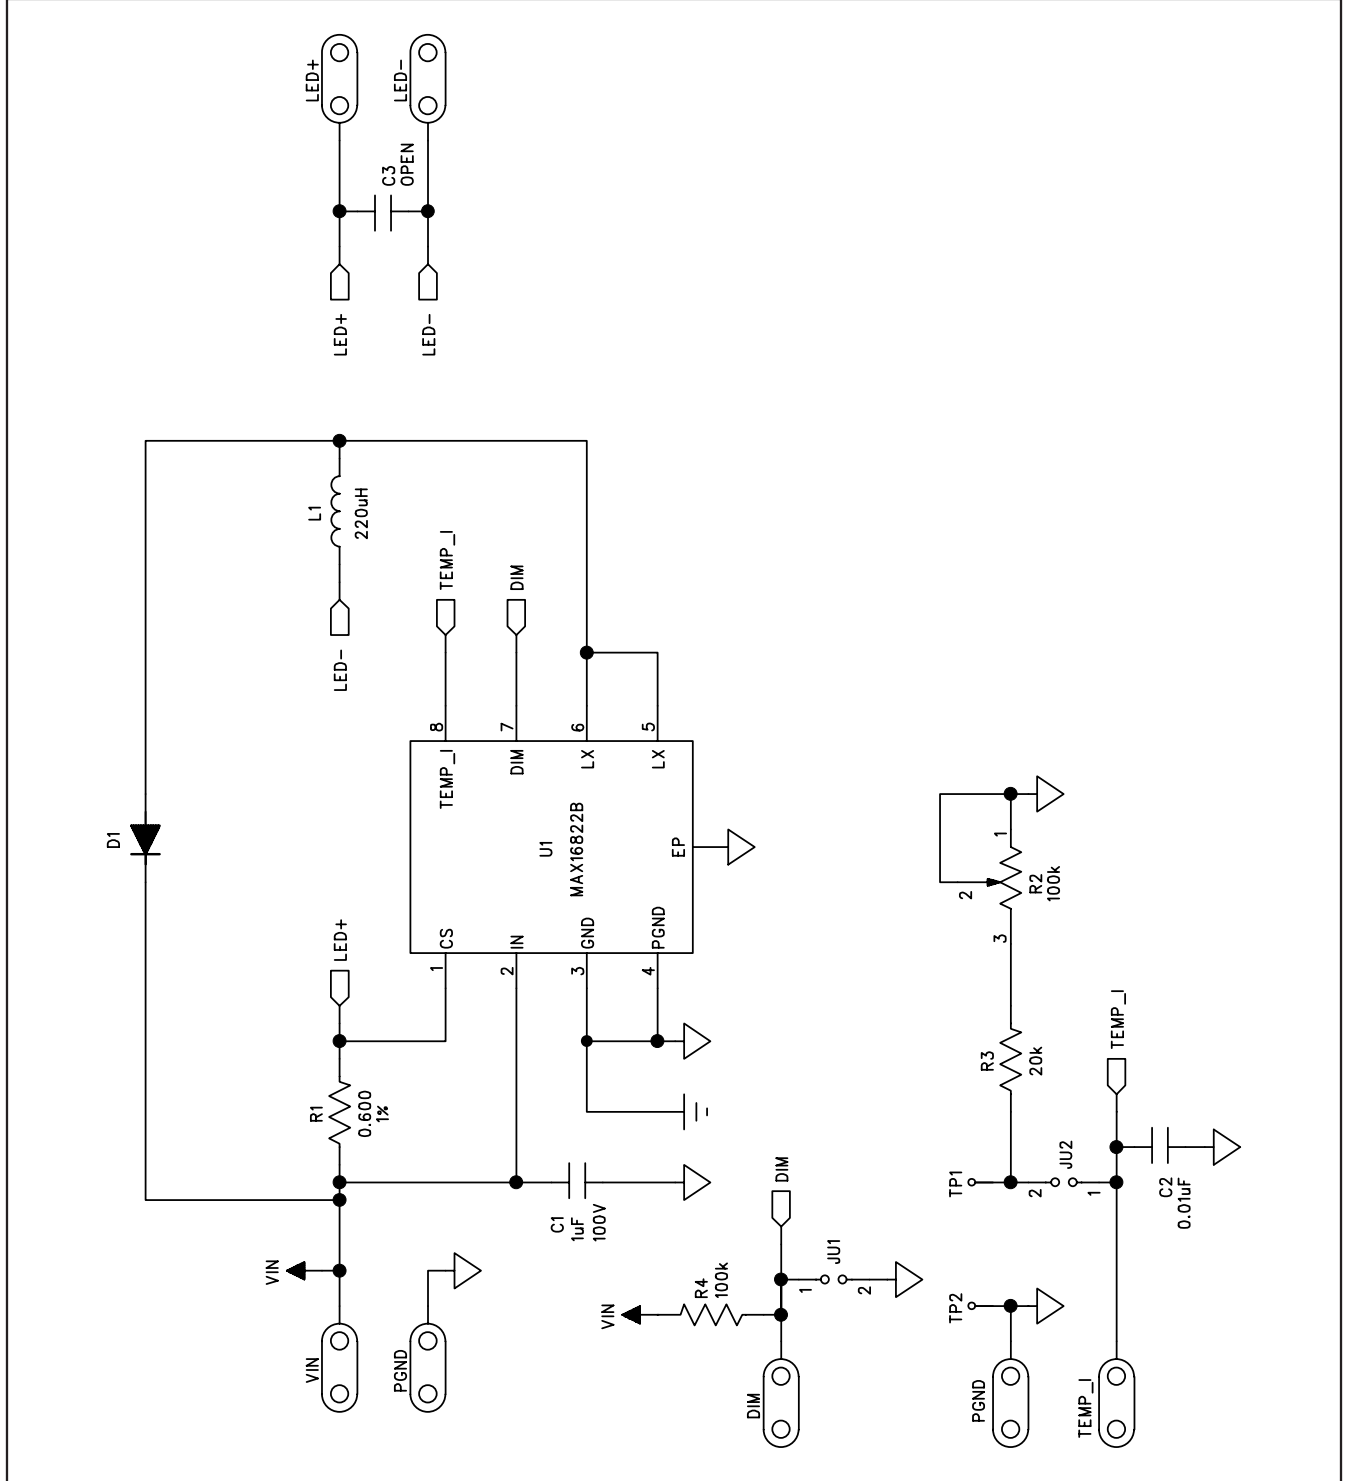 LED+
LED-
C3
OPEN
LED+
LED-
L1
220uH
LED-
D1
TEMP_I
DIM
8
7
6
5
TEMP_I
DIM
LX
LX
U1
MAX16822B
EP
CS
IN
GND
PGND
1
2
3
4
LED+
R1
0.600
1%
C1
1uF
100V
VIN
VIN
PGND
DIM
VIN
R4
100k
JU1
1
2
DIM
1
2
3
R2
100k
R3
20k
TP1
2
JU2
1
TEMP_I
C2
0.01uF
TP2
PGND
TEMP_I